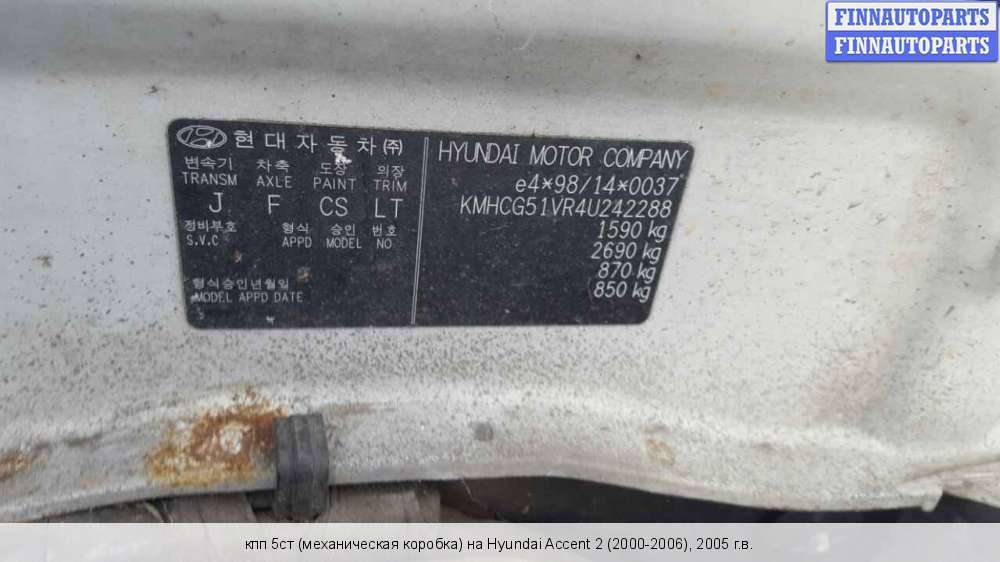 FINNAUTOPARTS
FINNAUTOPARTS
현대자동차㈜
변속기 차축 도장 의장
TRANSM AXLE PAINT TRIM
J F CS LT
정비부호 형식 승인 번호
S.V.C APPD MODEL NO
형식승인년월일
MODEL APPD DATE
HYUNDAI MOTOR COMPANY
e4*98/14*0037
KMHCG51VR4U242288
1590 kg
2690 kg
870 kg
850 kg
кпп 5ст (механическая коробка) на Hyundai Accent 2 (2000-2006), 2005 г.в.